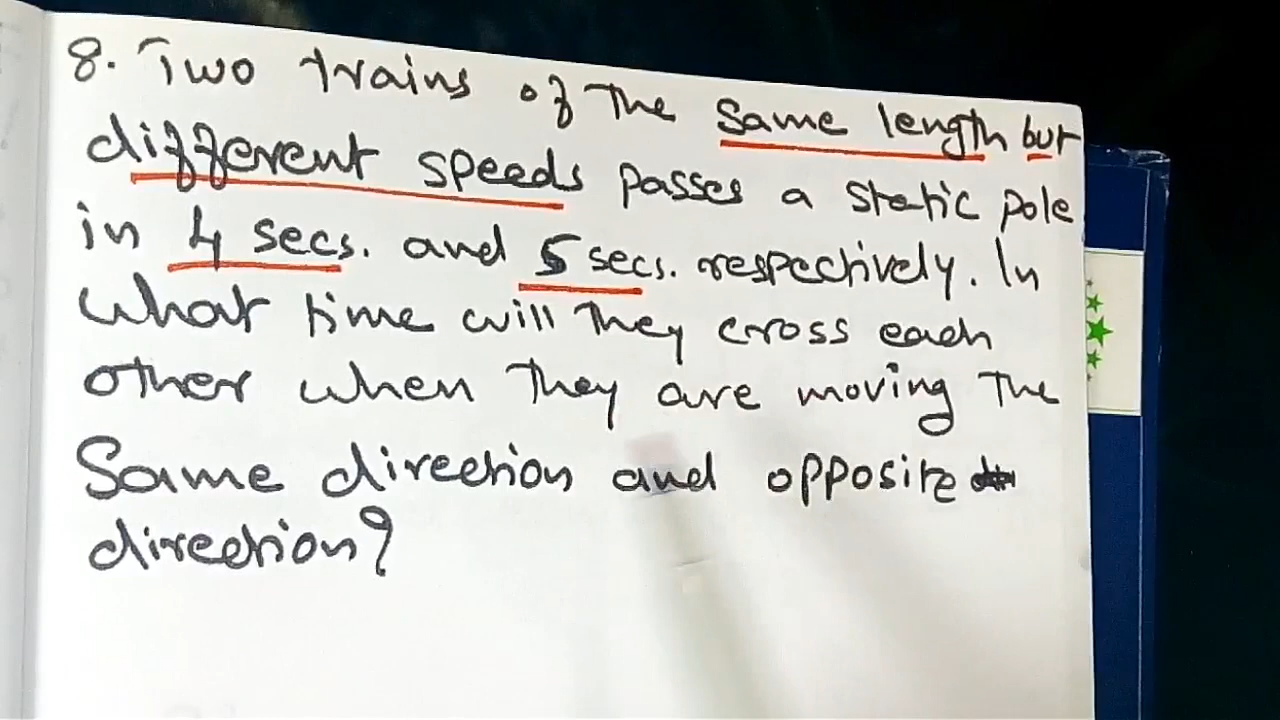 8. Two trains of the same length but
different speeds passes a static pole
in 4 secs. and 5 secs. respectively. In
what time will they cross each
other when they are moving the
same direction and opposite
direction?